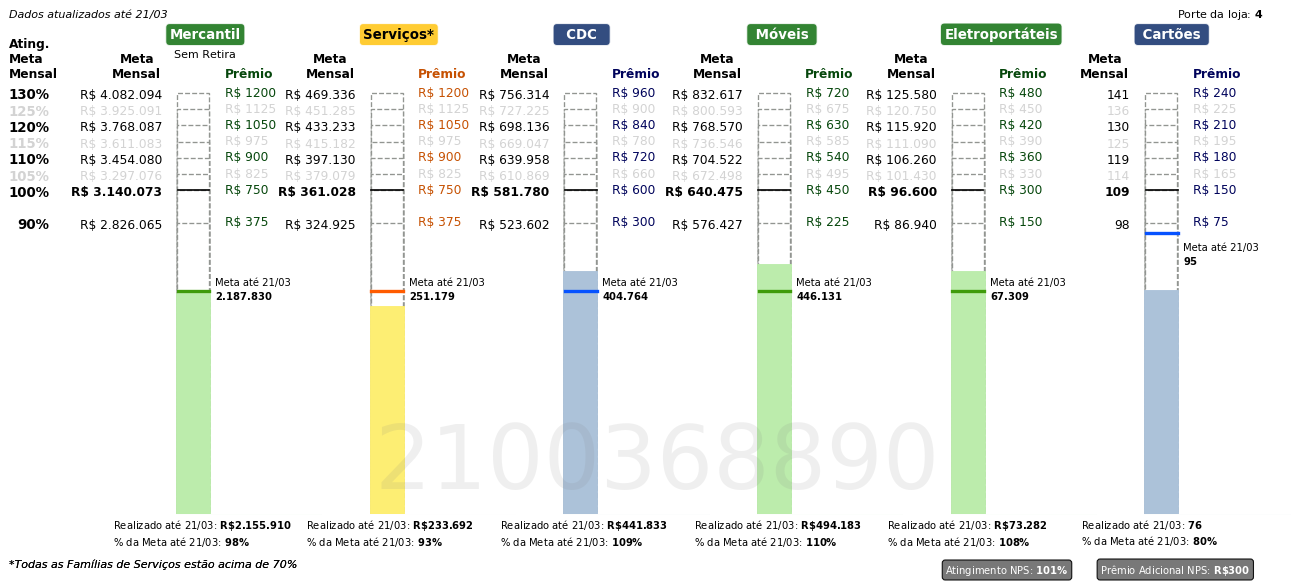 Dados atualizados até 21/03
Porte da loja: 4
Mercantil Serviços* CDC Móveis Eletroportáteis Cartões
Sem Retira
Ating. Meta Mensal
Meta Mensal Prêmio Meta Mensal Prêmio Meta Mensal Prêmio Meta Mensal Prêmio Meta Mensal Prêmio Meta Mensal Prêmio
130% R$ 4.082.094 R$ 1200 R$ 469.336 R$ 1200 R$ 756.314 R$ 960 R$ 832.617 R$ 720 R$ 125.580 R$ 480 141 R$ 240
125% R$ 3.925.091 R$ 1125 R$ 451.285 R$ 1125 R$ 727.225 R$ 900 R$ 800.593 R$ 675 R$ 120.750 R$ 450 136 R$ 225
120% R$ 3.768.087 R$ 1050 R$ 433.233 R$ 1050 R$ 698.136 R$ 840 R$ 768.570 R$ 630 R$ 115.920 R$ 420 130 R$ 210
115% R$ 3.611.083 R$ 975 R$ 415.182 R$ 975 R$ 669.047 R$ 780 R$ 736.546 R$ 585 R$ 111.090 R$ 390 125 R$ 195
110% R$ 3.454.080 R$ 900 R$ 397.130 R$ 900 R$ 639.958 R$ 720 R$ 704.522 R$ 540 R$ 106.260 R$ 360 119 R$ 180
105% R$ 3.297.076 R$ 825 R$ 379.079 R$ 825 R$ 610.869 R$ 660 R$ 672.498 R$ 495 R$ 101.430 R$ 330 114 R$ 165
100% R$ 3.140.073 R$ 750 R$ 361.028 R$ 750 R$ 581.780 R$ 600 R$ 640.475 R$ 450 R$ 96.600 R$ 300 109 R$ 150
90% R$ 2.826.065 R$ 375 R$ 324.925 R$ 375 R$ 523.602 R$ 300 R$ 576.427 R$ 225 R$ 86.940 R$ 150 98 R$ 75
Meta até 21/03
95
Meta até 21/03 Meta até 21/03 Meta até 21/03 Meta até 21/03 Meta até 21/03
2.187.830 251.179 404.764 446.131 67.309
2100368890
Realizado até 21/03: R$2.155.910 Realizado até 21/03: R$233.692 Realizado até 21/03: R$441.833 Realizado até 21/03: R$494.183 Realizado até 21/03: R$73.282 Realizado até 21/03: 76
% da Meta até 21/03: 98% % da Meta até 21/03: 93% % da Meta até 21/03: 109% % da Meta até 21/03: 110% % da Meta até 21/03: 108% % da Meta até 21/03: 80%
*Todas as Famílias de Serviços estão acima de 70%
Atingimento NPS: 101% Prêmio Adicional NPS: R$300